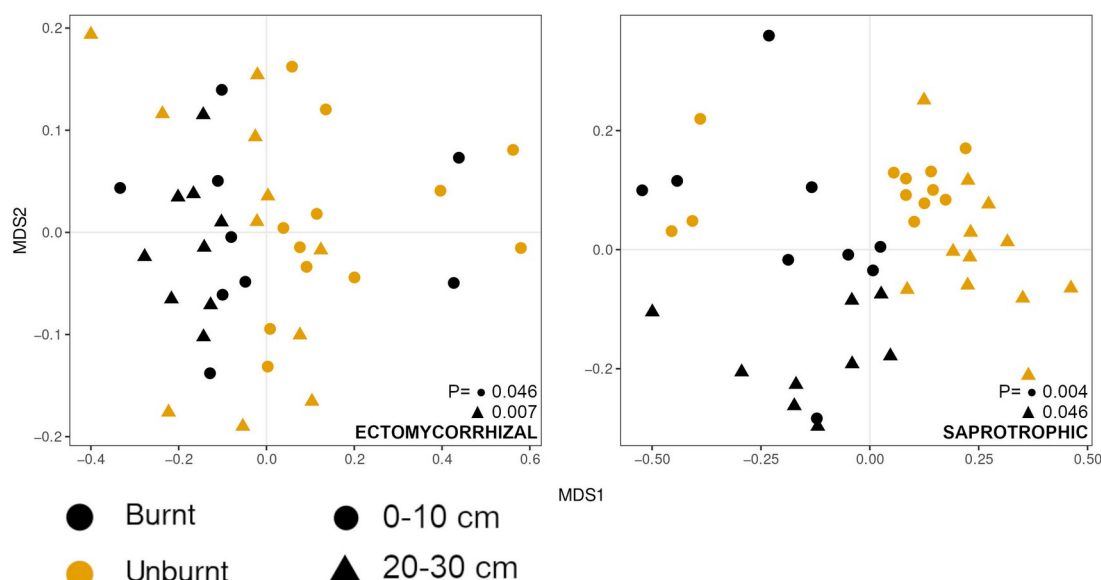 0.2
0.1
0.0
−0.1
−0.2
MDS2
−0.4
−0.2
0.0
0.2
0.4
0.6
P= ● 0.046
▲ 0.007
ECTOMYCORRHIZAL
0.2
0.0
−0.2
−0.50
−0.25
0.00
0.25
0.50
P= ● 0.004
▲ 0.046
SAPROTROPHIC
MDS1
Burnt
0-10 cm
Unburnt
20-30 cm